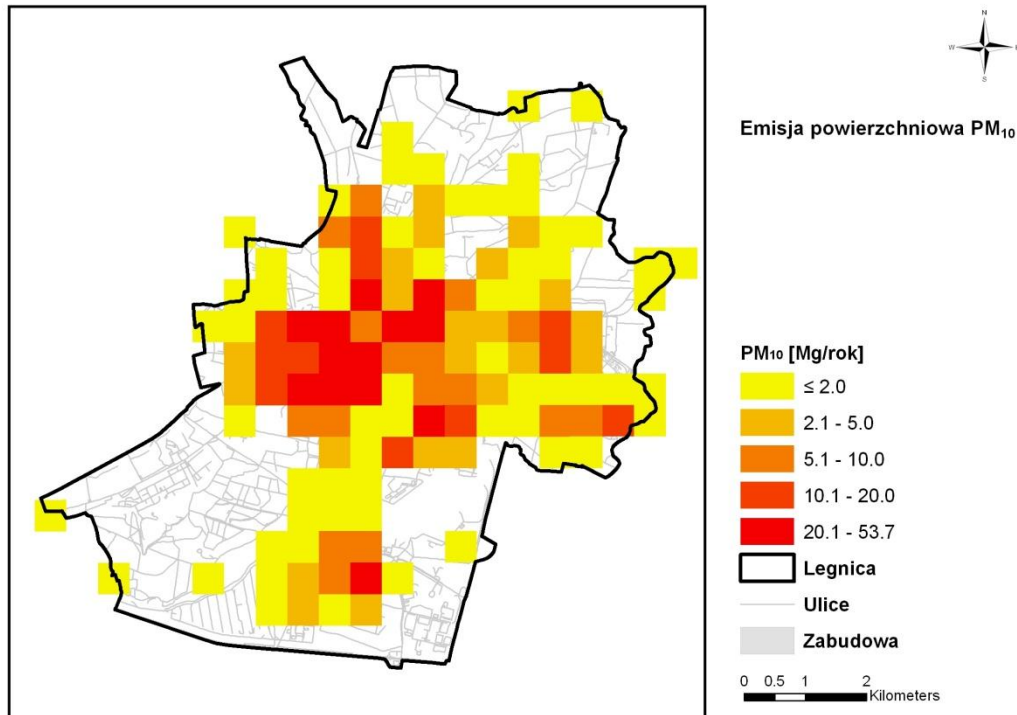 N
W E
S
Emisja powierzchniowa PM₁₀
PM₁₀ [Mg/rok]
≤ 2.0
2.1 - 5.0
5.1 - 10.0
10.1 - 20.0
20.1 - 53.7
Legnica
Ulice
Zabudowa
0 0.5 1 2
Kilometers